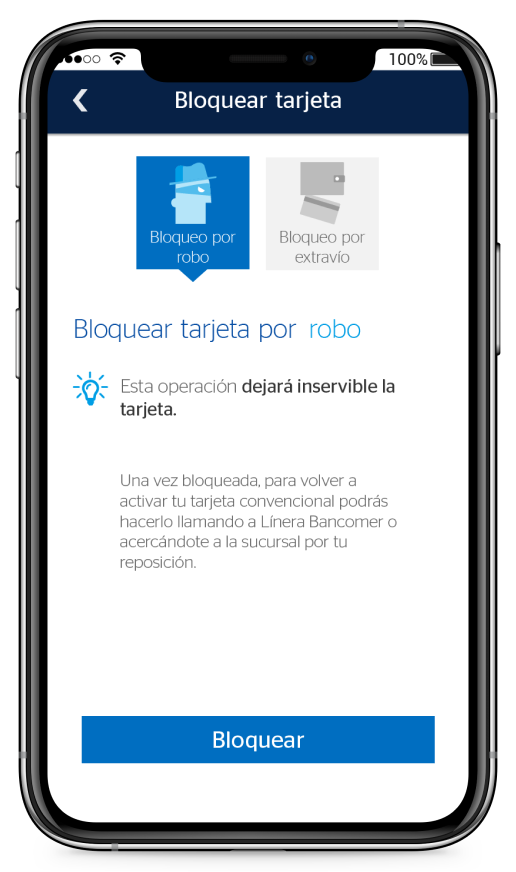 100%
Bloquear tarjeta
Bloqueo por
robo
Bloqueo por
extravío
Bloquear tarjeta por robo
Esta operación dejará inservible la
tarjeta.
Una vez bloqueada, para volver a
activar tu tarjeta convencional podrás
hacerlo llamando a Línera Bancomer o
acercándote a la sucursal por tu
reposición.
Bloquear